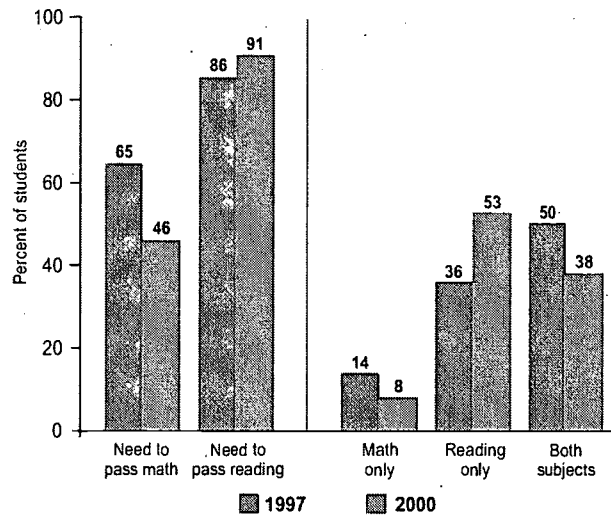 Percent of students
100
80
60
40
20
0
65
46
86
91
14
8
36
53
50
38
Need to
pass math
Need to
pass reading
Math
only
Reading
only
Both
subjects
1997
2000